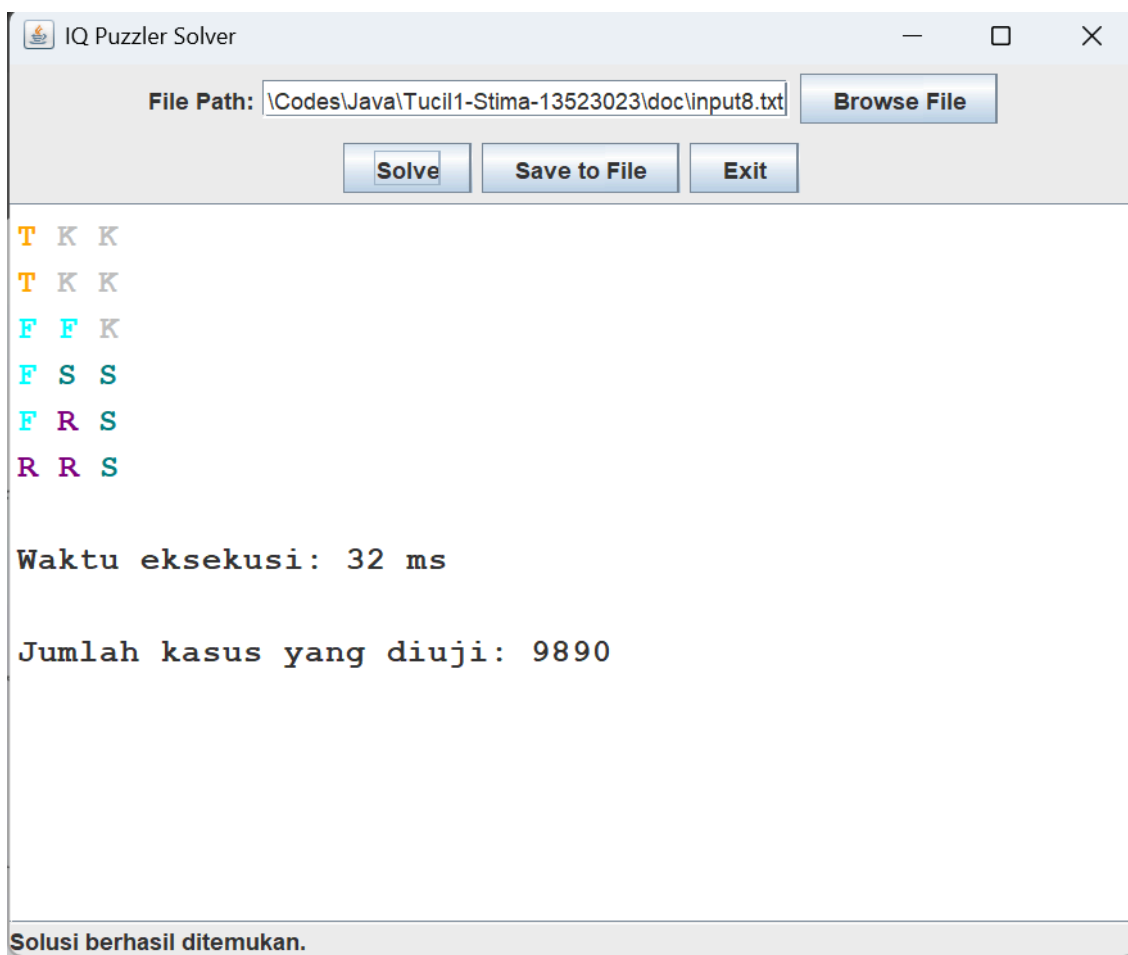 IQ Puzzler Solver
File Path: \Codes\Java\Tucil1-Stima-13523023\doc\input8.txt Browse File
Solve Save to File Exit
T K K
T K K
F F K
F S S
F R S
R R S
Waktu eksekusi: 32 ms
Jumlah kasus yang diuji: 9890
Solusi berhasil ditemukan.